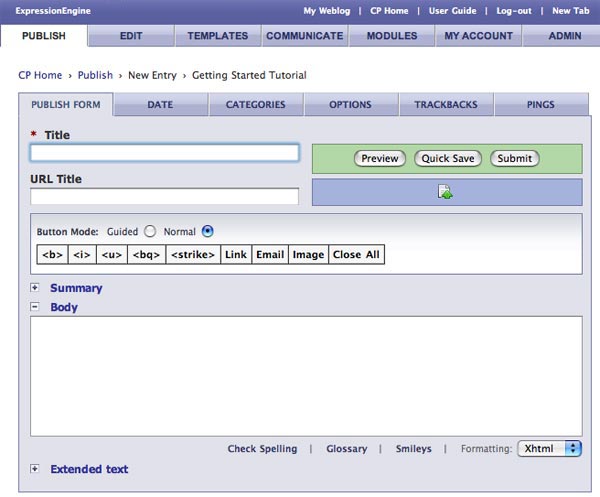 ExpressionEngine My Weblog | CP Home | User Guide | Log-out | New Tab
PUBLISH EDIT TEMPLATES COMMUNICATE MODULES MY ACCOUNT ADMIN
CP Home › Publish › New Entry › Getting Started Tutorial
PUBLISH FORM DATE CATEGORIES OPTIONS TRACKBACKS PINGS
* Title
Preview Quick Save Submit
URL Title
Button Mode: Guided Normal
<b> <i> <u> <bq> <strike> Link Email Image Close All
Summary
Body
Check Spelling | Glossary | Smileys | Formatting: Xhtml
Extended text